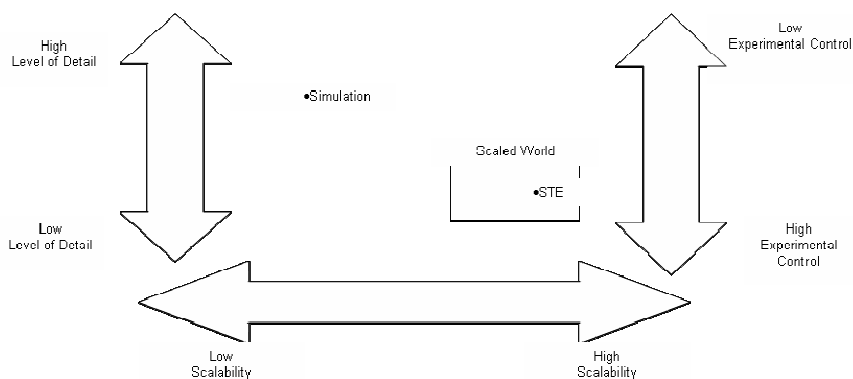 High
Level of Detail
Low
Experimental Control
•Simulation
Scaled World
•STE
Low
Level of Detail
High
Experimental
Control
Low
Scalability
High
Scalability